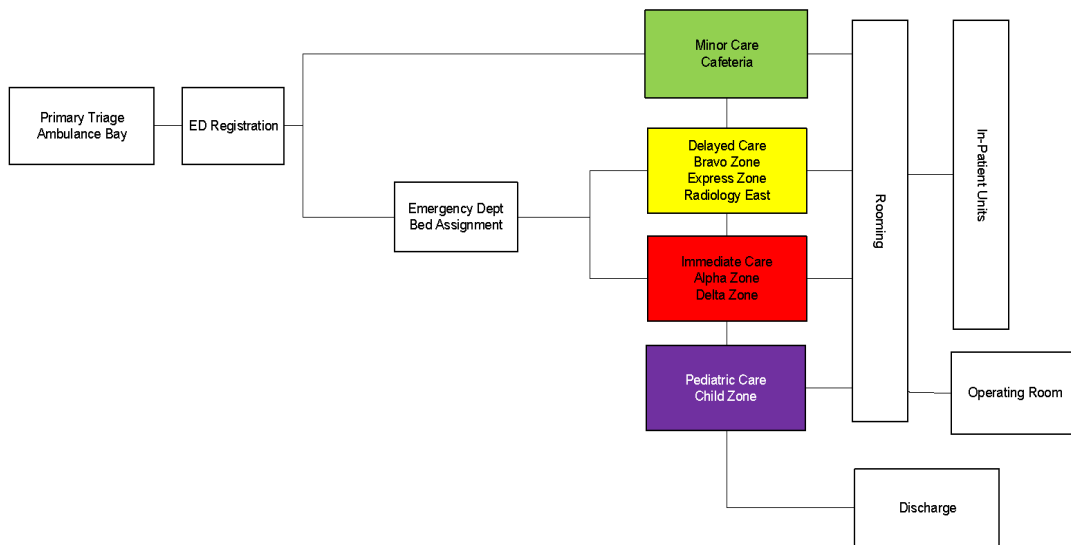 Primary Triage
Ambulance Bay
ED Registration
Emergency Dept
Bed Assignment
Minor Care
Cafeteria
Delayed Care
Bravo Zone
Express Zone
Radiology East
Immediate Care
Alpha Zone
Delta Zone
Pediatric Care
Child Zone
Rooming
In-Patient Units
Operating Room
Discharge